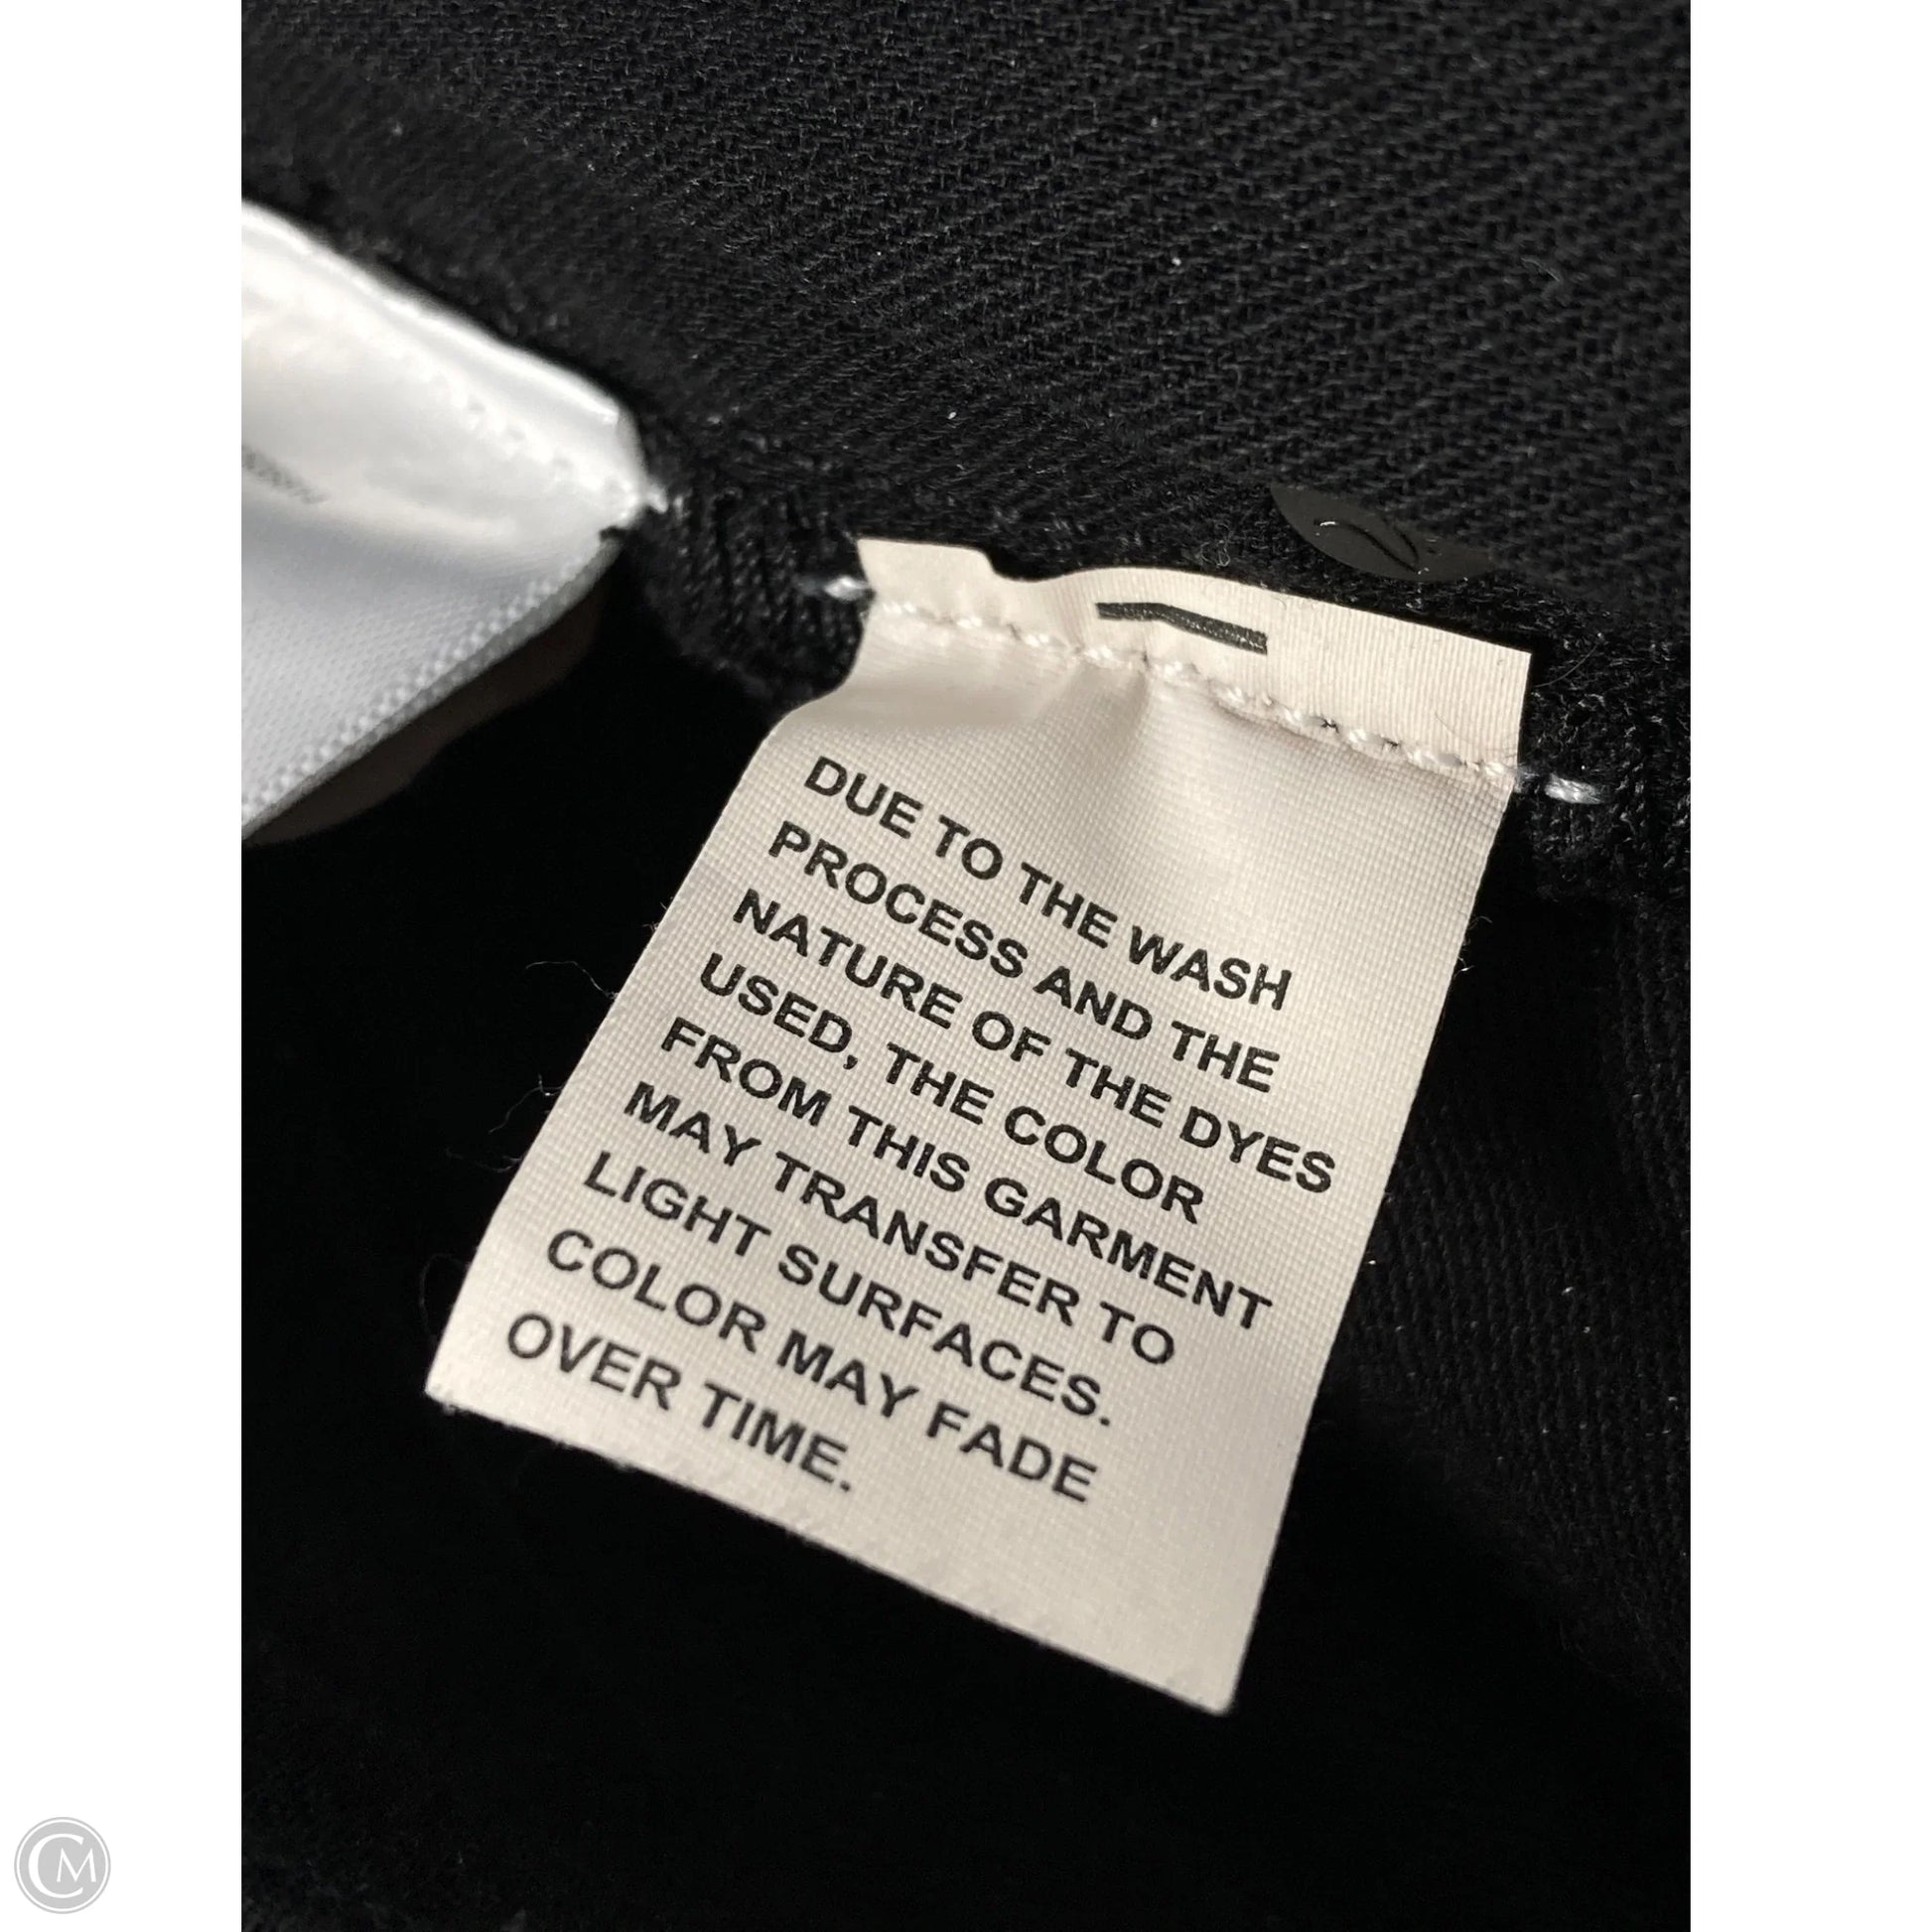 DUE TO THE WASH
PROCESS AND THE
NATURE OF THE DYES
USED, THE COLOR
FROM THIS GARMENT
MAY TRANSFER TO
LIGHT SURFACES.
COLOR MAY FADE
OVER TIME.
CM